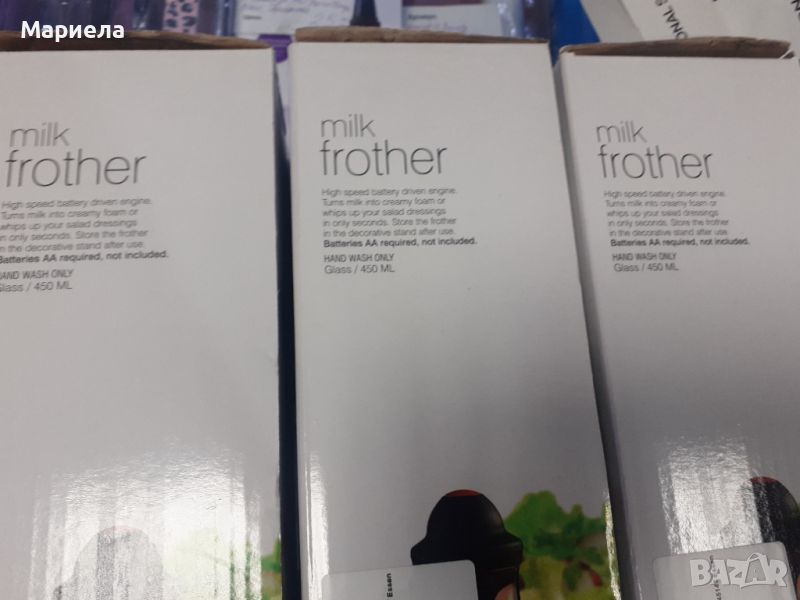 Мариела
milk
frother
High speed battery driven engine.
Turns milk into creamy foam or
whips up your salad dressings
in only seconds. Store the frother
in the decorative stand after use.
Batteries AA required, not included.
HAND WASH ONLY
Glass / 450 ML
milk
frother
High speed battery driven engine.
Turns milk into creamy foam or
whips up your salad dressings
in only seconds. Store the frother
in the decorative stand after use.
Batteries AA required, not included.
HAND WASH ONLY
Glass / 450 ML
milk
frother
High speed battery driven engine.
Turns milk into creamy foam or
whips up your salad dressings
in only seconds. Store the frother
in the decorative stand after use.
Batteries AA required, not included.
HAND WASH ONLY
Glass / 450 ML
Essen
BAZAR